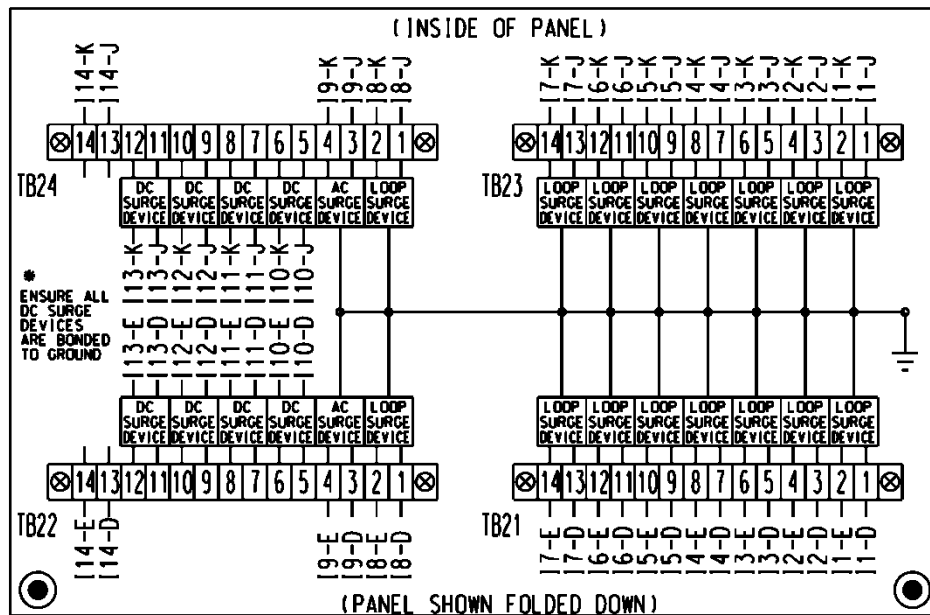 (INSIDE OF PANEL)
I14-K I14-J I9-K I9-J I8-K I8-J
I7-K I7-J I6-K I6-J I5-K I5-J I4-K I4-J I3-K I3-J I2-K I2-J I1-K I1-J
14 13 12 11 10 9 8 7 6 5 4 3 2 1
14 13 12 11 10 9 8 7 6 5 4 3 2 1
TB24
TB23
DC SURGE DEVICE
DC SURGE DEVICE
DC SURGE DEVICE
DC SURGE DEVICE
AC SURGE DEVICE
LOOP SURGE DEVICE
LOOP SURGE DEVICE
LOOP SURGE DEVICE
LOOP SURGE DEVICE
LOOP SURGE DEVICE
LOOP SURGE DEVICE
LOOP SURGE DEVICE
LOOP SURGE DEVICE
I13-K I13-J I12-K I12-J I11-K I11-J I10-K I10-J
*
ENSURE ALL
DC SURGE
DEVICES
ARE BONDED
TO GROUND
I13-E I13-D I12-E I12-D I11-E I11-D I10-E I10-D
DC SURGE DEVICE
DC SURGE DEVICE
DC SURGE DEVICE
DC SURGE DEVICE
AC SURGE DEVICE
LOOP SURGE DEVICE
LOOP SURGE DEVICE
LOOP SURGE DEVICE
LOOP SURGE DEVICE
LOOP SURGE DEVICE
LOOP SURGE DEVICE
LOOP SURGE DEVICE
LOOP SURGE DEVICE
14 13 12 11 10 9 8 7 6 5 4 3 2 1
14 13 12 11 10 9 8 7 6 5 4 3 2 1
TB22
TB21
I14-E I14-D I9-E I9-D I8-E I8-D
I7-E I7-D I6-E I6-D I5-E I5-D I4-E I4-D I3-E I3-D I2-E I2-D I1-E I1-D
(PANEL SHOWN FOLDED DOWN)